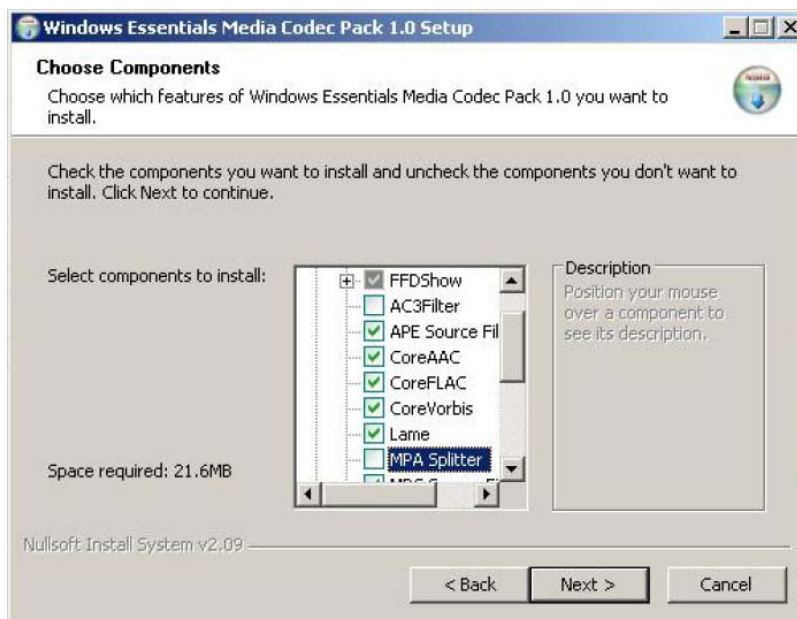 Windows Essentials Media Codec Pack 1.0 Setup
Choose Components
Choose which features of Windows Essentials Media Codec Pack 1.0 you want to
install.
Check the components you want to install and uncheck the components you don't want to
install. Click Next to continue.
Select components to install:
FFDShow
AC3Filter
APE Source Fil
CoreAAC
CoreFLAC
CoreVorbis
Lame
MPA Splitter
Description
Position your mouse
over a component to
see its description.
Space required: 21.6MB
Nullsoft Install System v2.09
< Back
Next >
Cancel